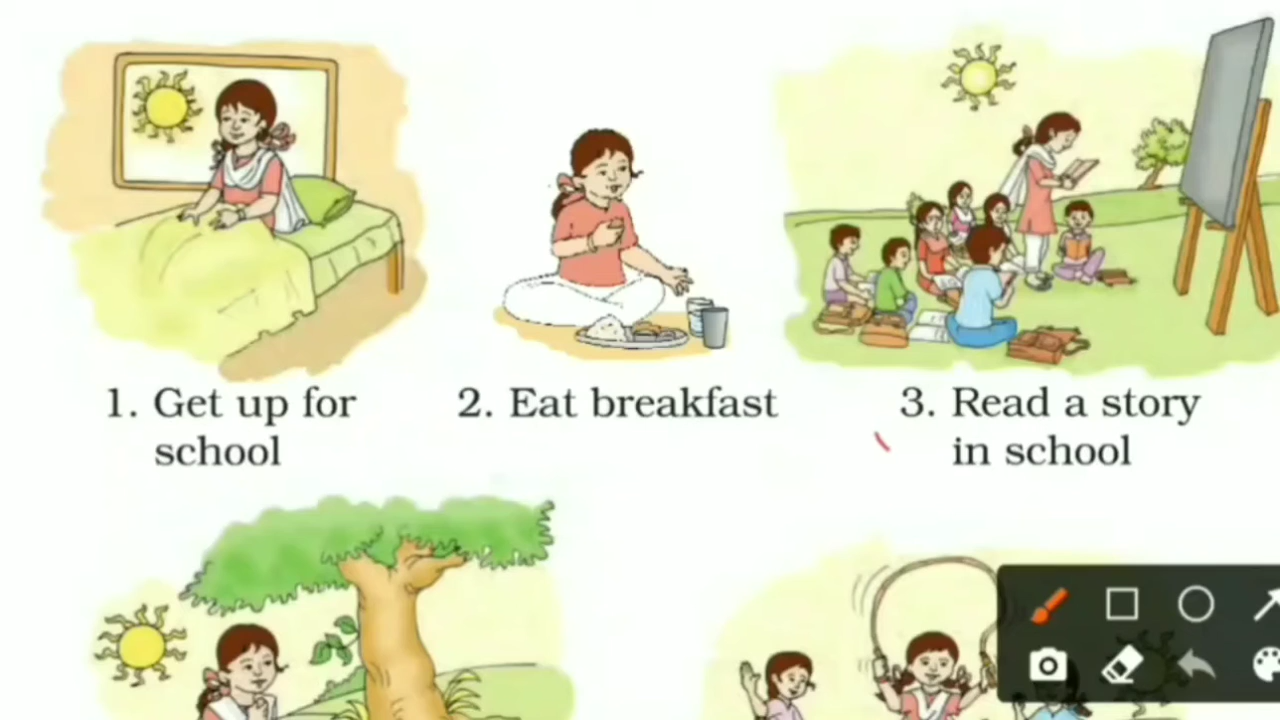 1. Get up for
school
2. Eat breakfast
3. Read a story
in school